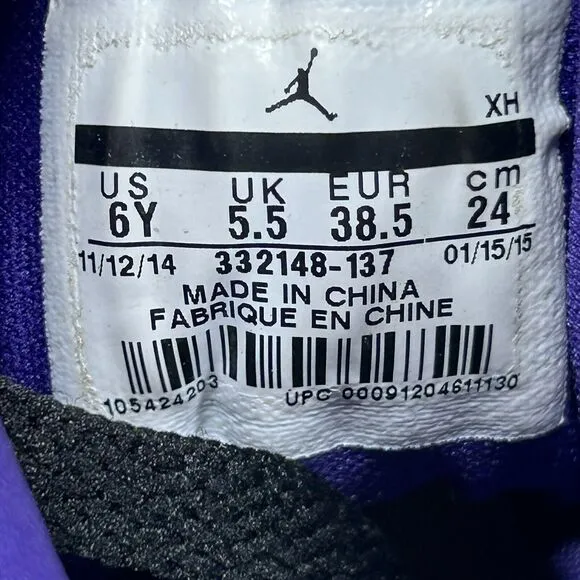 XH
US UK EUR cm
6Y 5.5 38.5 24
11/12/14 332148-137 01/15/15
MADE IN CHINA
FABRIQUE EN CHINE
105424203 UPC 00091204611130